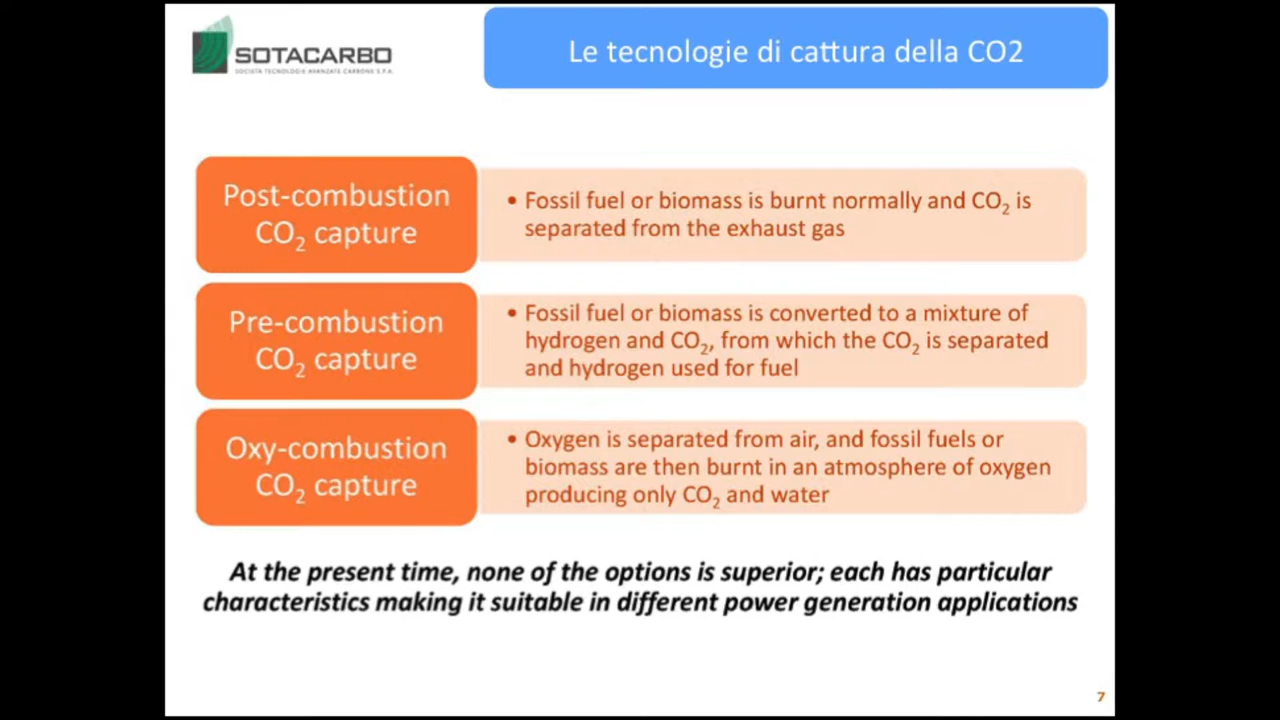 SOTACARBO
SOCIETÀ TECNOLOGIE AVANZATE CARBONE S.P.A.
Le tecnologie di cattura della CO2
Post-combustion
CO₂ capture
• Fossil fuel or biomass is burnt normally and CO₂ is
separated from the exhaust gas
Pre-combustion
CO₂ capture
• Fossil fuel or biomass is converted to a mixture of
hydrogen and CO₂, from which the CO₂ is separated
and hydrogen used for fuel
Oxy-combustion
CO₂ capture
• Oxygen is separated from air, and fossil fuels or
biomass are then burnt in an atmosphere of oxygen
producing only CO₂ and water
At the present time, none of the options is superior; each has particular
characteristics making it suitable in different power generation applications
7